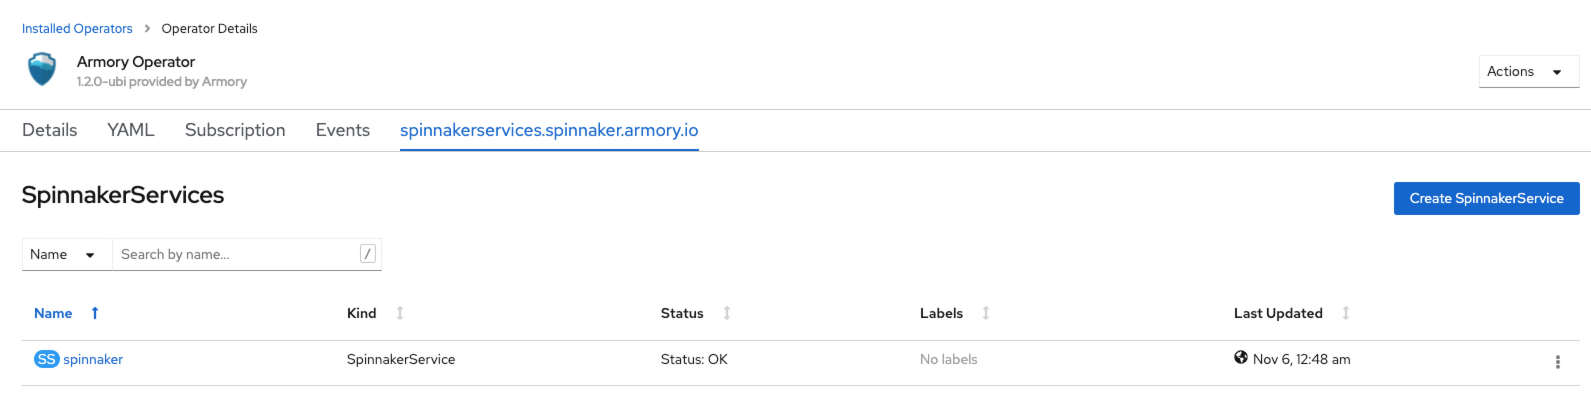 Installed Operators > Operator Details
Armory Operator
1.2.0-ubi provided by Armory
Actions
Details YAML Subscription Events spinnakerservices.spinnaker.armory.io
SpinnakerServices
Create SpinnakerService
Name Search by name... /
Name Kind Status Labels Last Updated
SS spinnaker SpinnakerService Status: OK No labels Nov 6, 12:48 am